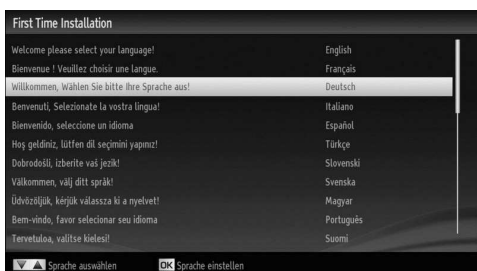 First Time Installation
Welcome please select your language! English
Bienvenue ! Veuillez choisir une langue. Français
Willkommen, Wählen Sie bitte Ihre Sprache aus! Deutsch
Benvenuti, Selezionate la vostra lingua! Italiano
Bienvenido, seleccione un idioma Español
Hoş geldiniz, lütfen dil seçimini yapınız! Türkçe
Dobrodošli, izberite vaš jezik! Slovenski
Välkommen, välj ditt språk! Svenska
Üdvözöljük, kérjük válassza ki a nyelvet! Magyar
Bem-vindo, favor selecionar seu idioma Português
Tervetuloa, valitse kielesi! Suomi
Sprache auswählen OK Sprache einstellen